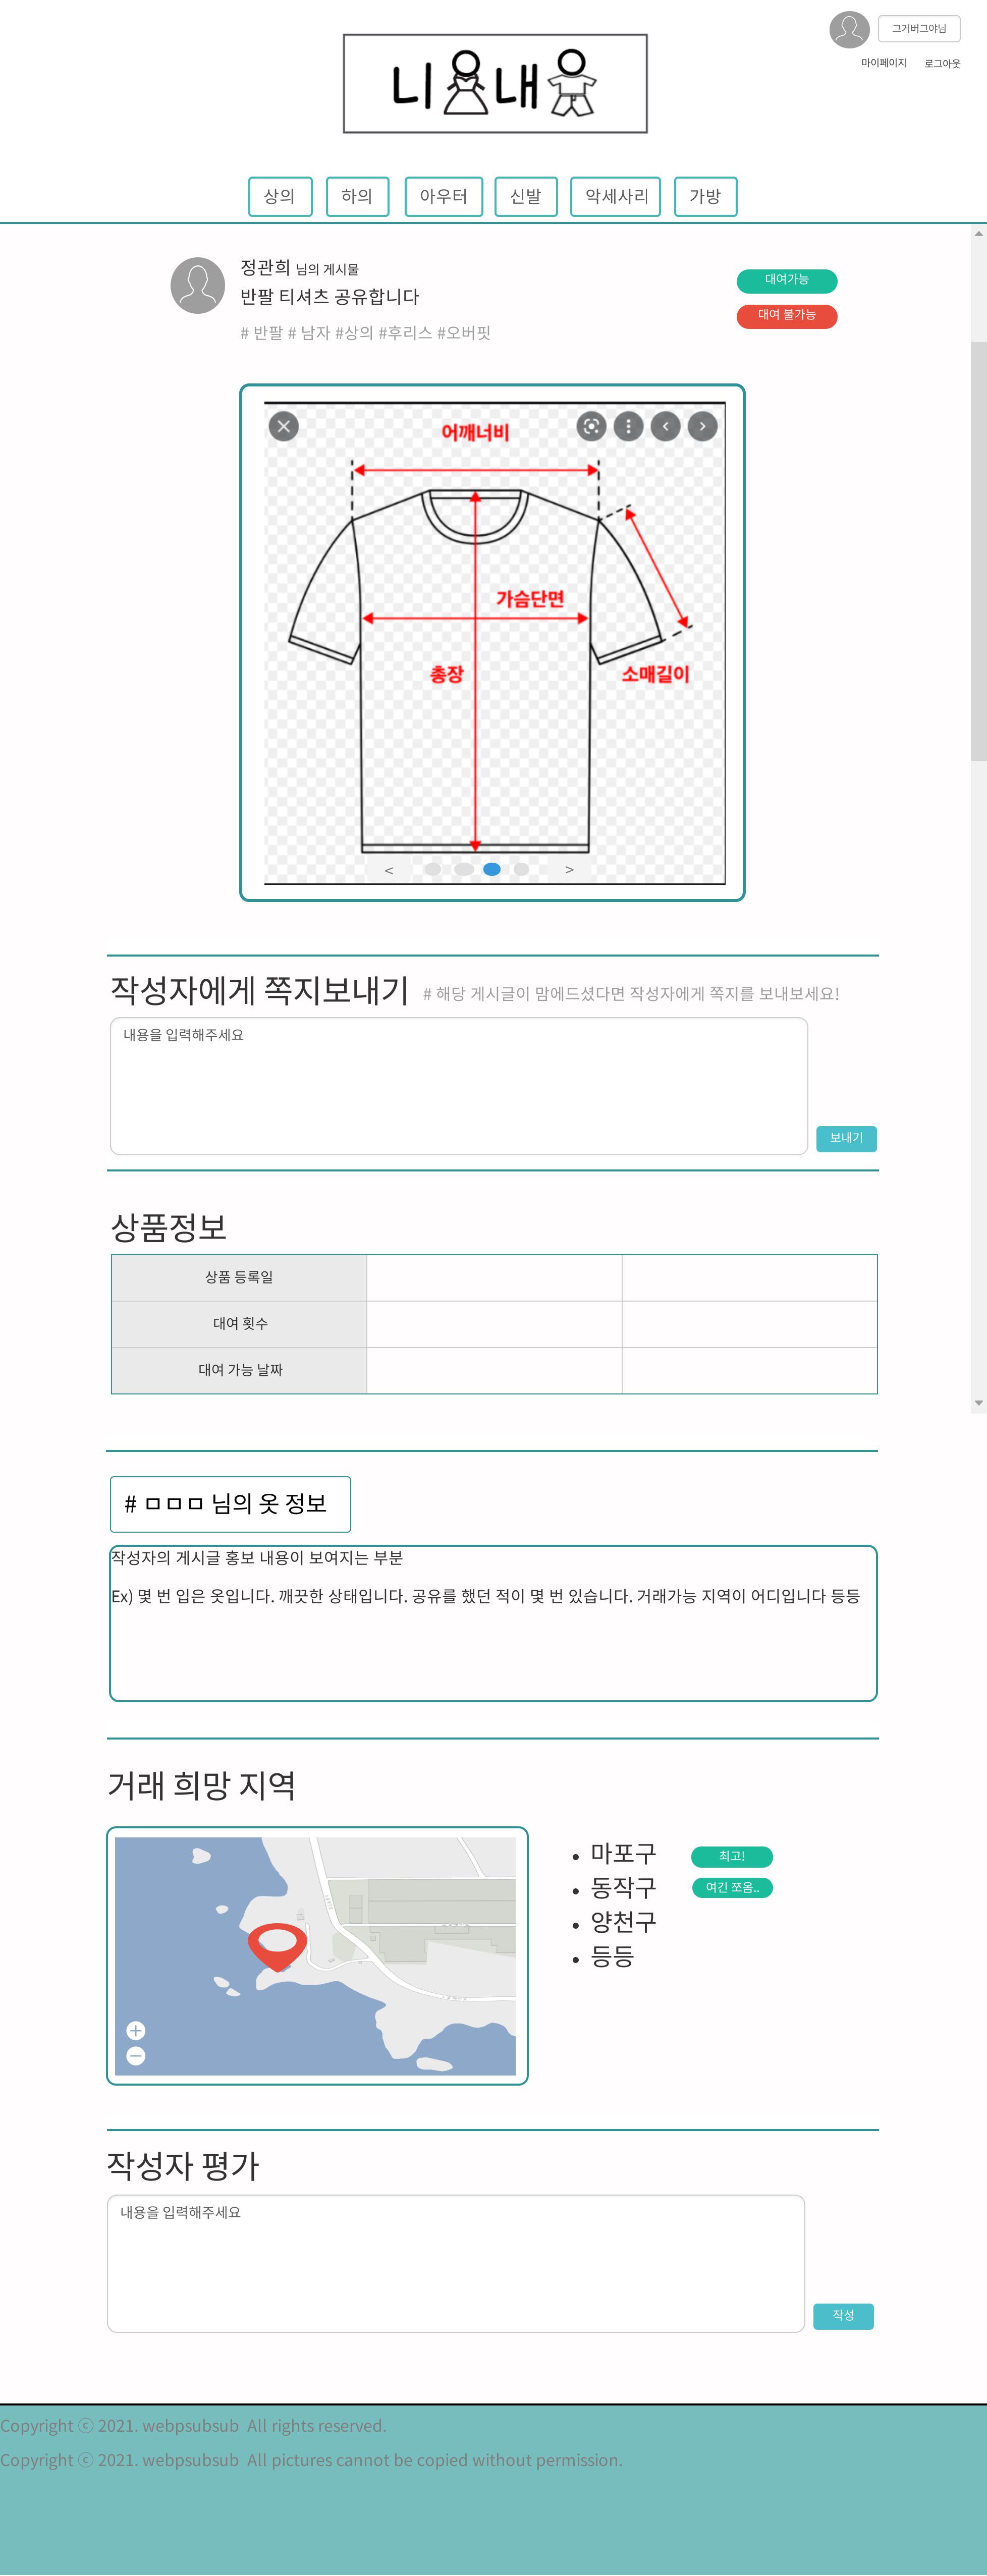 그거버그야님
마이페이지 로그아웃
니 내
상의 하의 아우터 신발 악세사리 가방
정관희 님의 게시물
반팔 티셔츠 공유합니다
# 반팔 # 남자 #상의 #후리스 #오버핏
대여가능
대여 불가능
어깨너비
가슴단면
총장
소매길이
< >
작성자에게 쪽지보내기 # 해당 게시글이 맘에드셨다면 작성자에게 쪽지를 보내보세요!
내용을 입력해주세요
보내기
상품정보
상품 등록일
대여 횟수
대여 가능 날짜
# ㅁㅁㅁ 님의 옷 정보
작성자의 게시글 홍보 내용이 보여지는 부분
Ex) 몇 번 입은 옷입니다. 깨끗한 상태입니다. 공유를 했던 적이 몇 번 있습니다. 거래가능 지역이 어디입니다 등등
거래 희망 지역
• 마포구 최고!
• 동작구 여긴 쪼옴..
• 양천구
• 등등
작성자 평가
내용을 입력해주세요
작성
Copyright ⓒ 2021. webpsubsub  All rights reserved.
Copyright ⓒ 2021. webpsubsub  All pictures cannot be copied without permission.